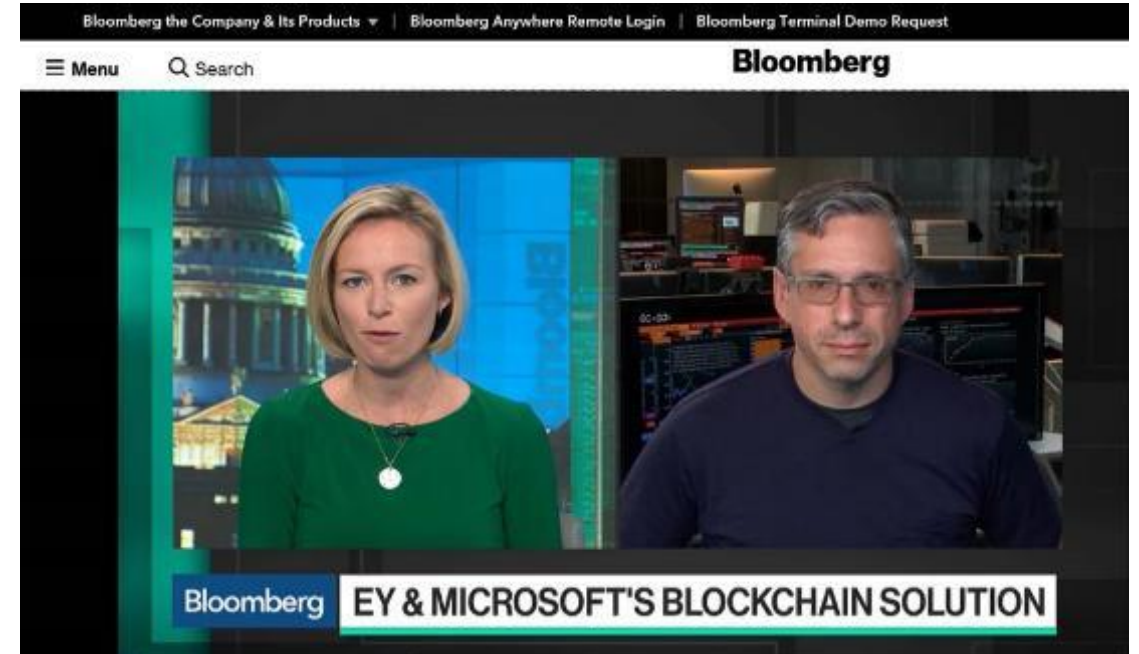 Bloomberg the Company & Its Products ▼ | Bloomberg Anywhere Remote Login | Bloomberg Terminal Demo Request
Menu
Search
Bloomberg
Bloomberg
Bloomberg EY & MICROSOFT'S BLOCKCHAIN SOLUTION